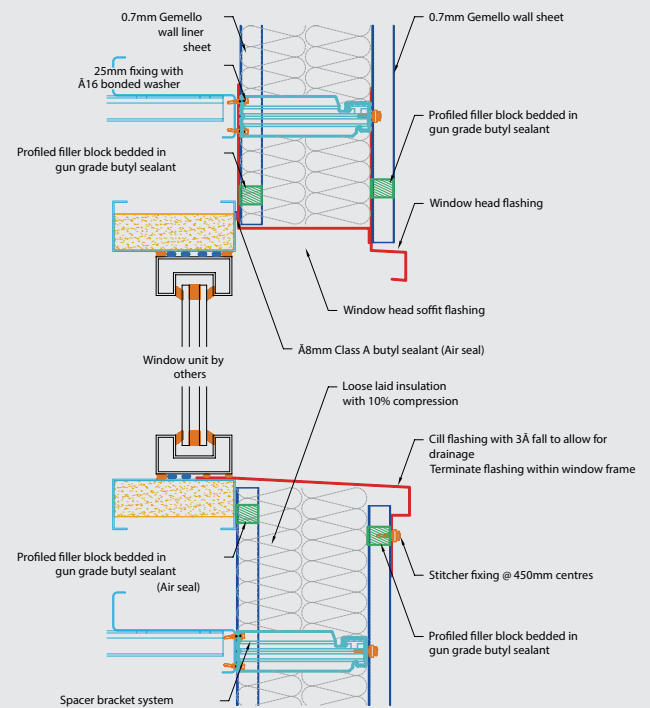 0.7mm Gemello
wall liner
sheet
0.7mm Gemello wall sheet
25mm fixing with
Ã16 bonded washer
Profiled filler block bedded in
gun grade butyl sealant
Profiled filler block bedded in
gun grade butyl sealant
Window head flashing
Window head soffit flashing
Ã8mm Class A butyl sealant (Air seal)
Window unit by
others
Loose laid insulation
with 10% compression
Cill flashing with 3Ã fall to allow for
drainage
Terminate flashing within window frame
Profiled filler block bedded in
gun grade butyl sealant
(Air seal)
Stitcher fixing @ 450mm centres
Profiled filler block bedded in
gun grade butyl sealant
Spacer bracket system